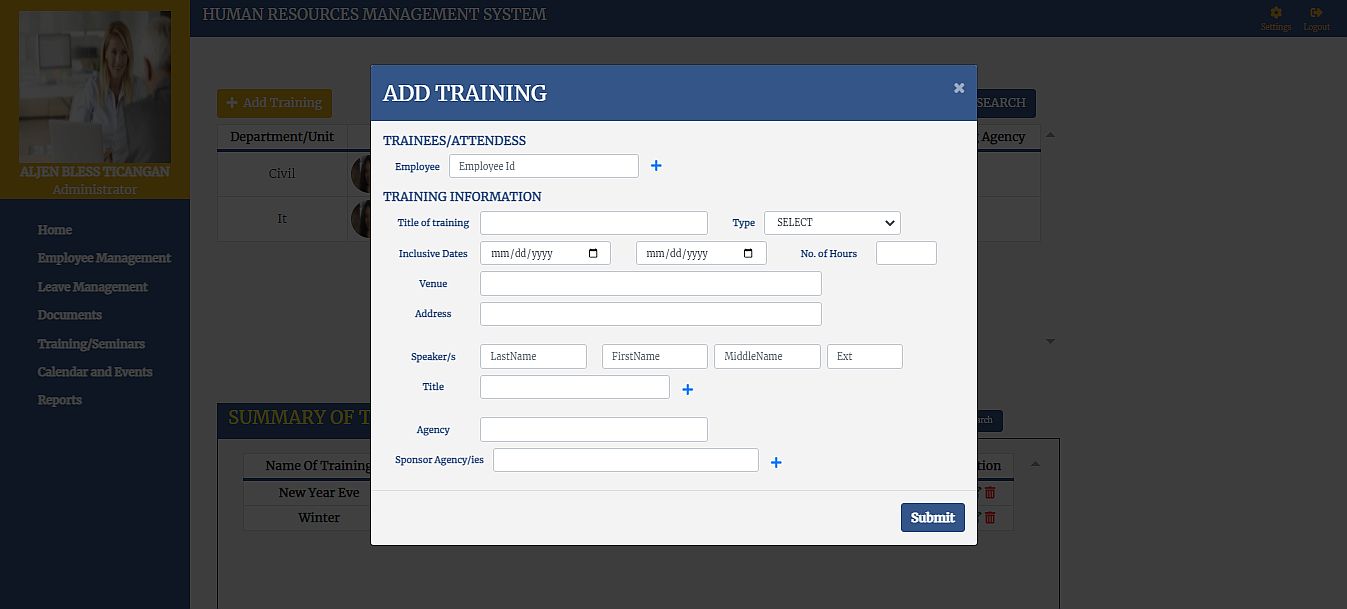 HUMAN RESOURCES MANAGEMENT SYSTEM
Settings
Logout
ALJEN BLESS TICANGAN
Administrator
Home
Employee Management
Leave Management
Documents
Training/Seminars
Calendar and Events
Reports
+ Add Training
SEARCH
Department/Unit
Agency
Civil
It
SUMMARY OF
Name Of Training
New Year Eve
Winter
ADD TRAINING
×
TRAINEES/ATTENDESS
Employee Employee Id +
TRAINING INFORMATION
Title of training Type SELECT
Inclusive Dates mm/dd/yyyy mm/dd/yyyy No. of Hours
Venue
Address
Speaker/s LastName FirstName MiddleName Ext
Title +
Agency
Sponsor Agency/ies +
Submit